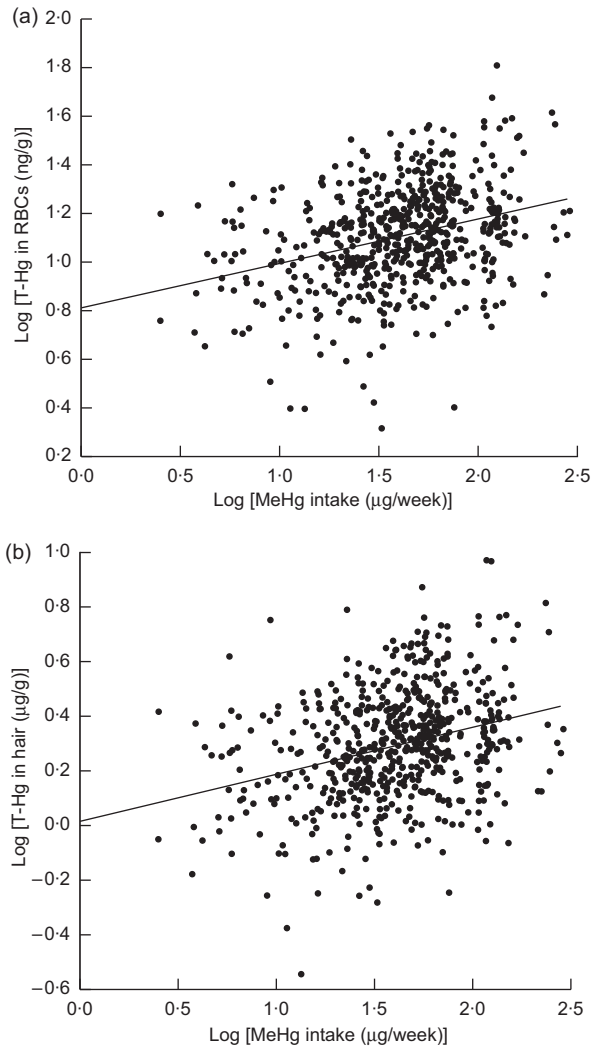 (a)
1·8
2·0
1·6
1·4
1·2
1·0
0·8
0·6
0·4
0·2
Log [T-Hg in RBCs (ng/g)]
0·0 0·5 1·0 1·5 2·0 2·5
Log [MeHg intake (μg/week)]
(b)
1·0
0·8
0·6
0·4
0·2
0·0
−0·2
−0·4
−0·6
Log [T-Hg in hair (μg/g)]
0·0 0·5 1·0 1·5 2·0 2·5
Log [MeHg intake (μg/week)]